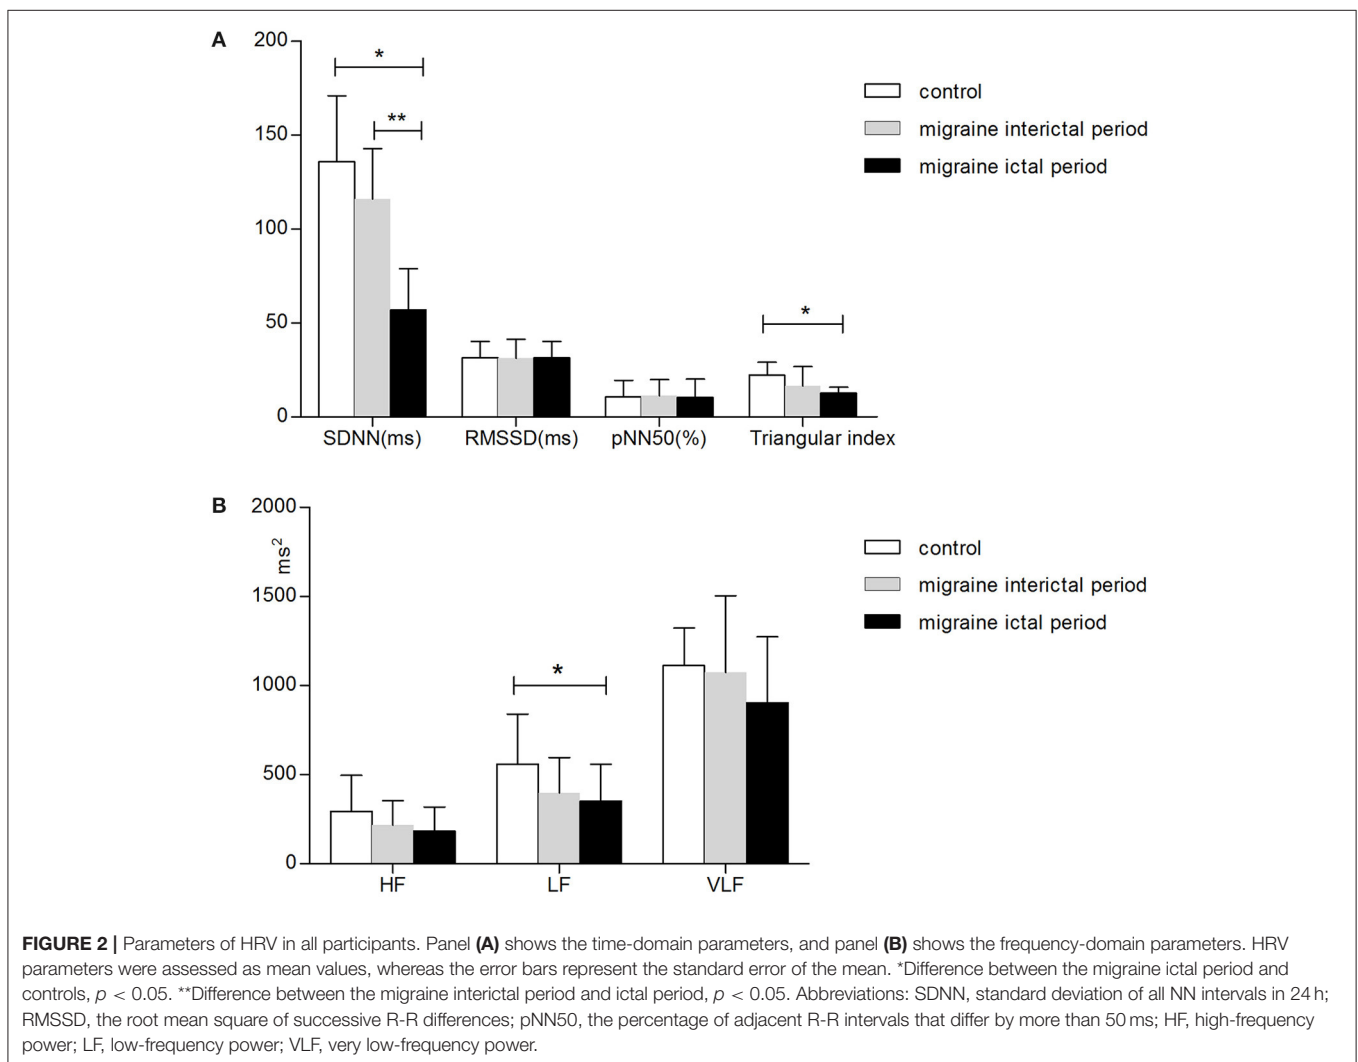 A
200
150
100
50
0
*
**
*
control
migraine interictal period
migraine ictal period
SDNN(ms) RMSSD(ms) pNN50(%) Triangular index
B
2000
1500
1000
500
0
ms²
*
control
migraine interictal period
migraine ictal period
HF LF VLF
FIGURE 2 | Parameters of HRV in all participants. Panel (A) shows the time-domain parameters, and panel (B) shows the frequency-domain parameters. HRV
parameters were assessed as mean values, whereas the error bars represent the standard error of the mean. *Difference between the migraine ictal period and
controls, p < 0.05. **Difference between the migraine interictal period and ictal period, p < 0.05. Abbreviations: SDNN, standard deviation of all NN intervals in 24 h;
RMSSD, the root mean square of successive R-R differences; pNN50, the percentage of adjacent R-R intervals that differ by more than 50 ms; HF, high-frequency
power; LF, low-frequency power; VLF, very low-frequency power.